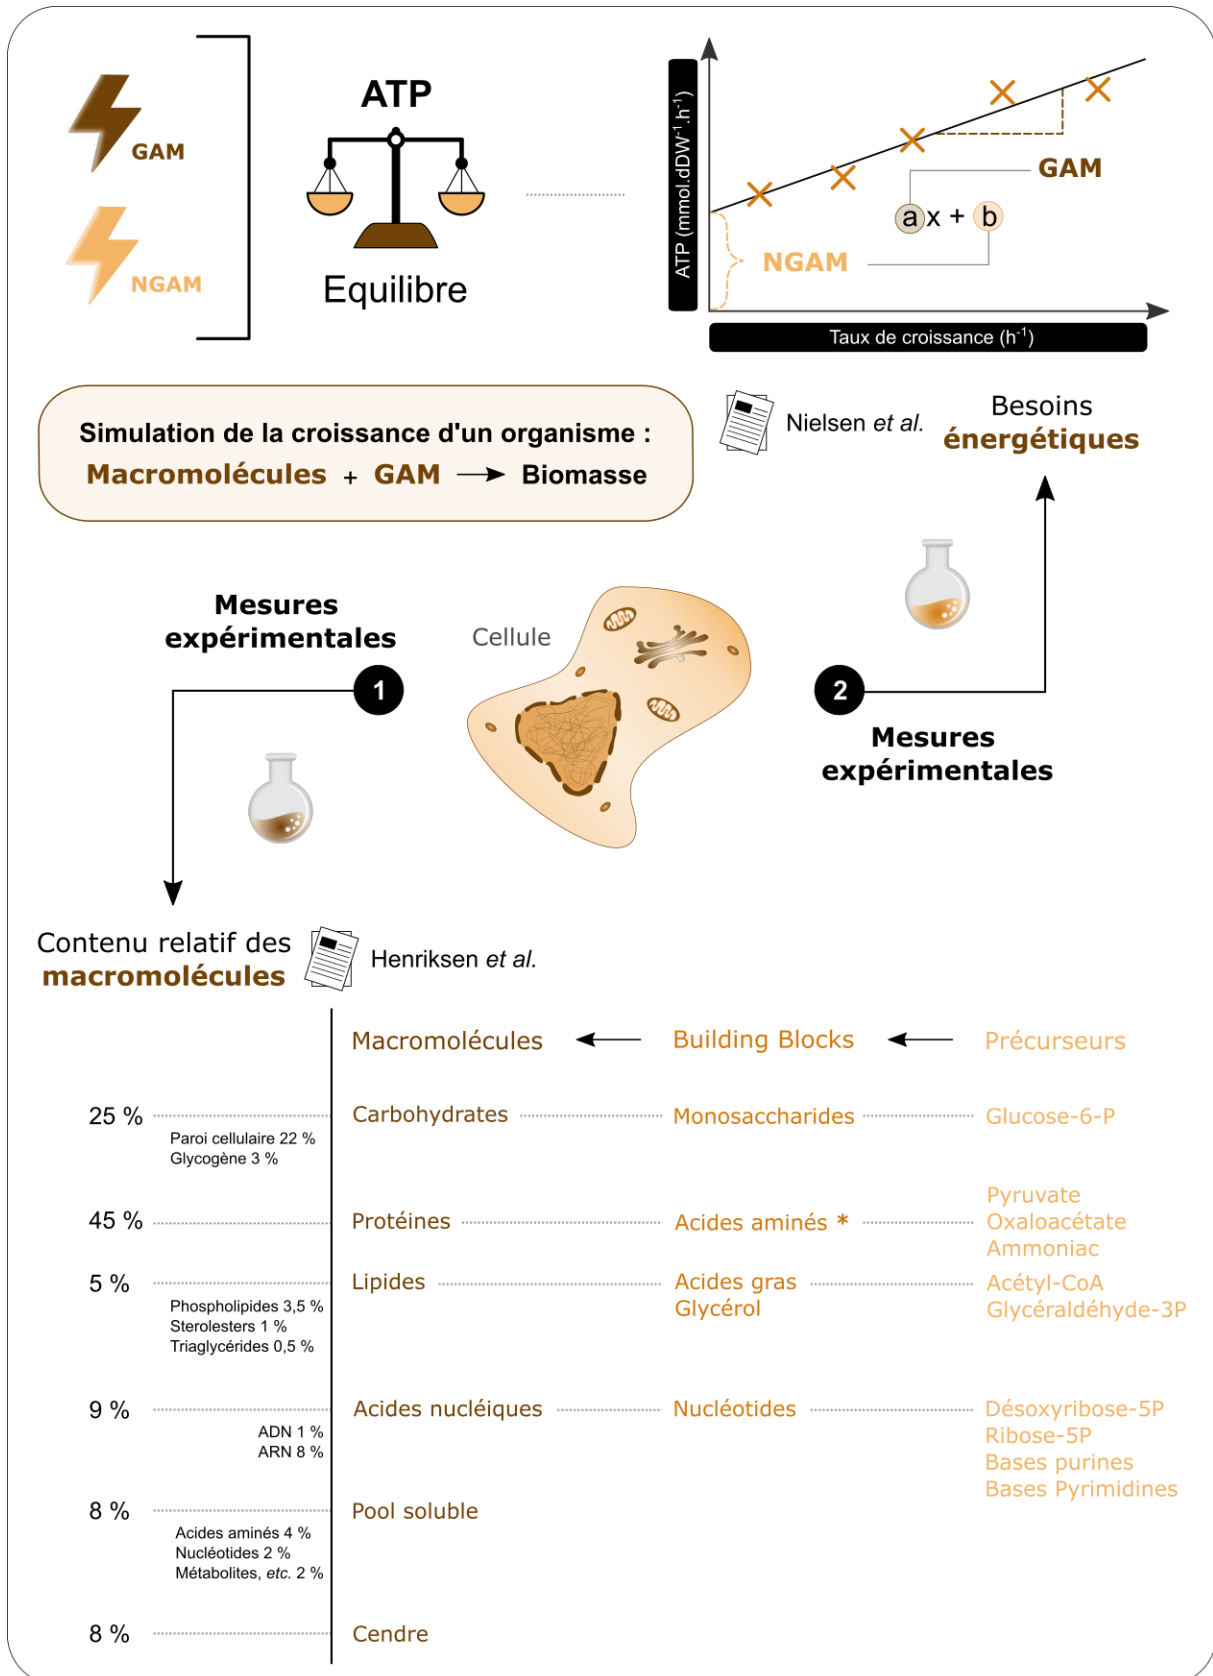 GAM
NGAM
ATP
Equilibre
ATP (mmol.dDW⁻¹.h⁻¹)
GAM
ax + b
NGAM
Taux de croissance (h⁻¹)
Simulation de la croissance d'un organisme :
Macromolécules + GAM → Biomasse
Nielsen et al.
Besoins
énergétiques
Mesures
expérimentales
1
Cellule
2
Mesures
expérimentales
Contenu relatif des
macromolécules
Henriksen et al.
Macromolécules ← Building Blocks ← Précurseurs
25 % Carbohydrates Monosaccharides Glucose-6-P
Paroi cellulaire 22 %
Glycogène 3 %
45 % Protéines Acides aminés *
Pyruvate
Oxaloacétate
Ammoniac
5 % Lipides
Acides gras
Glycérol
Acétyl-CoA
Glycéraldéhyde-3P
Phospholipides 3,5 %
Sterolesters 1 %
Triaglycérides 0,5 %
9 % Acides nucléiques Nucléotides
Désoxyribose-5P
Ribose-5P
Bases purines
Bases Pyrimidines
ADN 1 %
ARN 8 %
8 % Pool soluble
Acides aminés 4 %
Nucléotides 2 %
Métabolites, etc. 2 %
8 % Cendre